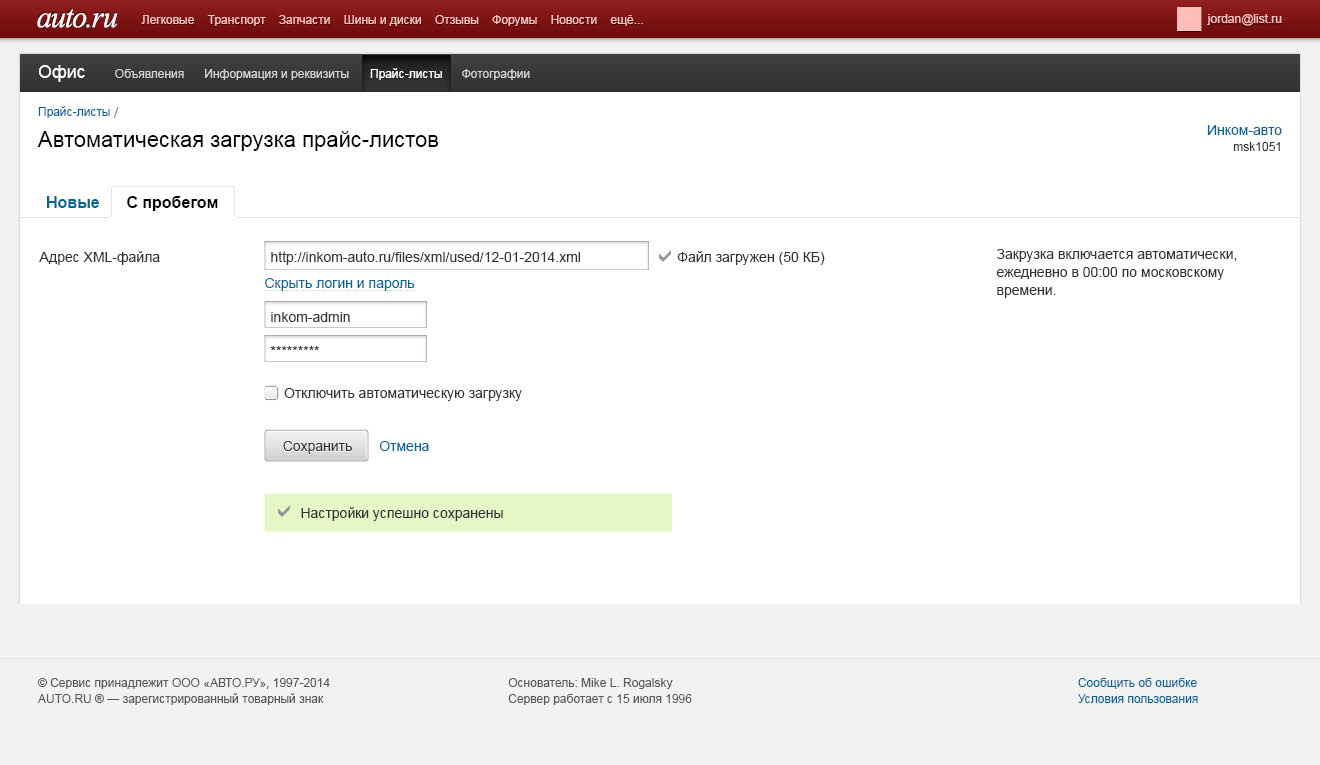 auto.ru Легковые Транспорт Запчасти Шины и диски Отзывы Форумы Новости ещё... jordan@list.ru
Офис Объявления Информация и реквизиты Прайс-листы Фотографии
Прайс-листы /
Автоматическая загрузка прайс-листов
Инком-авто
msk1051
Новые С пробегом
Адрес XML-файла
http://inkom-auto.ru/files/xml/used/12-01-2014.xml
Файл загружен (50 КБ)
Скрыть логин и пароль
inkom-admin
*********
Отключить автоматическую загрузку
Сохранить Отмена
Настройки успешно сохранены
Закрузка включается автоматически,
ежедневно в 00:00 по московскому
времени.
© Сервис принадлежит ООО «АВТО.РУ», 1997-2014
AUTO.RU ® — зарегистрированный товарный знак
Основатель: Mike L. Rogalsky
Сервер работает с 15 июля 1996
Сообщить об ошибке
Условия пользования